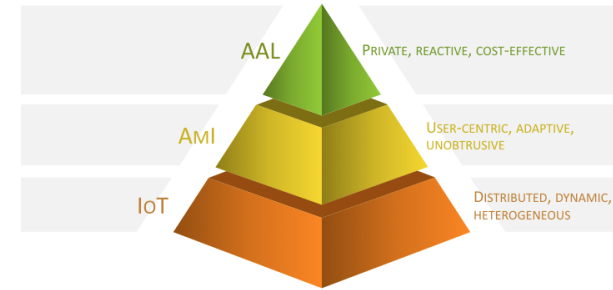 AAL
PRIVATE, REACTIVE, COST-EFFECTIVE
AMI
USER-CENTRIC, ADAPTIVE,
UNOBTRUSIVE
IOT
DISTRIBUTED, DYNAMIC,
HETEROGENEOUS